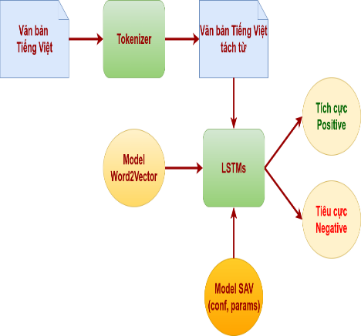 Văn bản
Tiếng Việt
Tokenizer
Văn bản Tiếng Việt
tách từ
Tích cực
Positive
Model
Word2Vector
LSTMs
Tiêu cực
Negative
Model SAV
(conf, params)